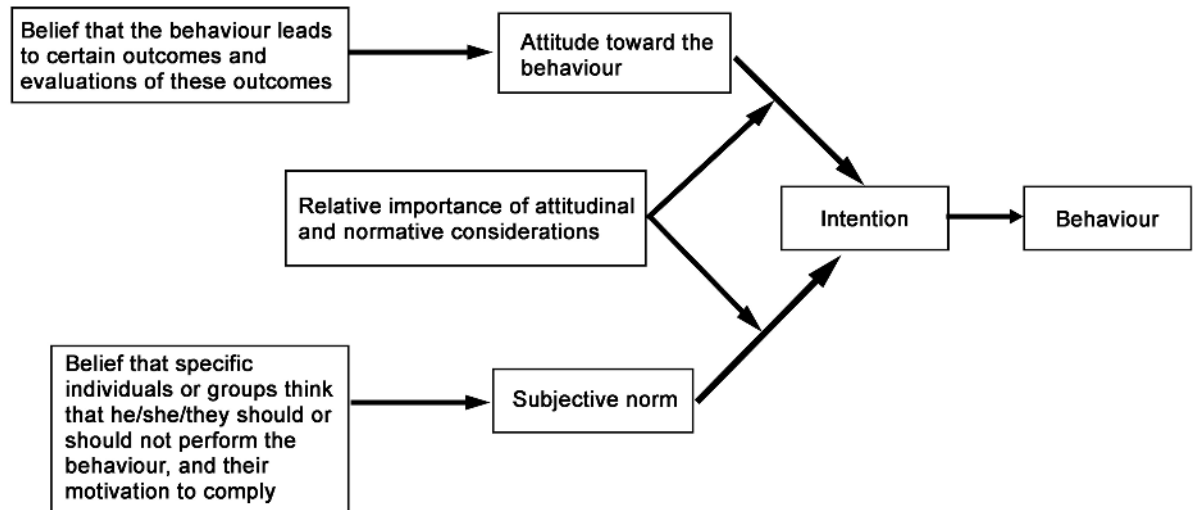 Belief that the behaviour leads
to certain outcomes and
evaluations of these outcomes
Attitude toward the
behaviour
Relative importance of attitudinal
and normative considerations
Intention
Behaviour
Belief that specific
individuals or groups think
that he/she/they should or
should not perform the
behaviour, and their
motivation to comply
Subjective norm